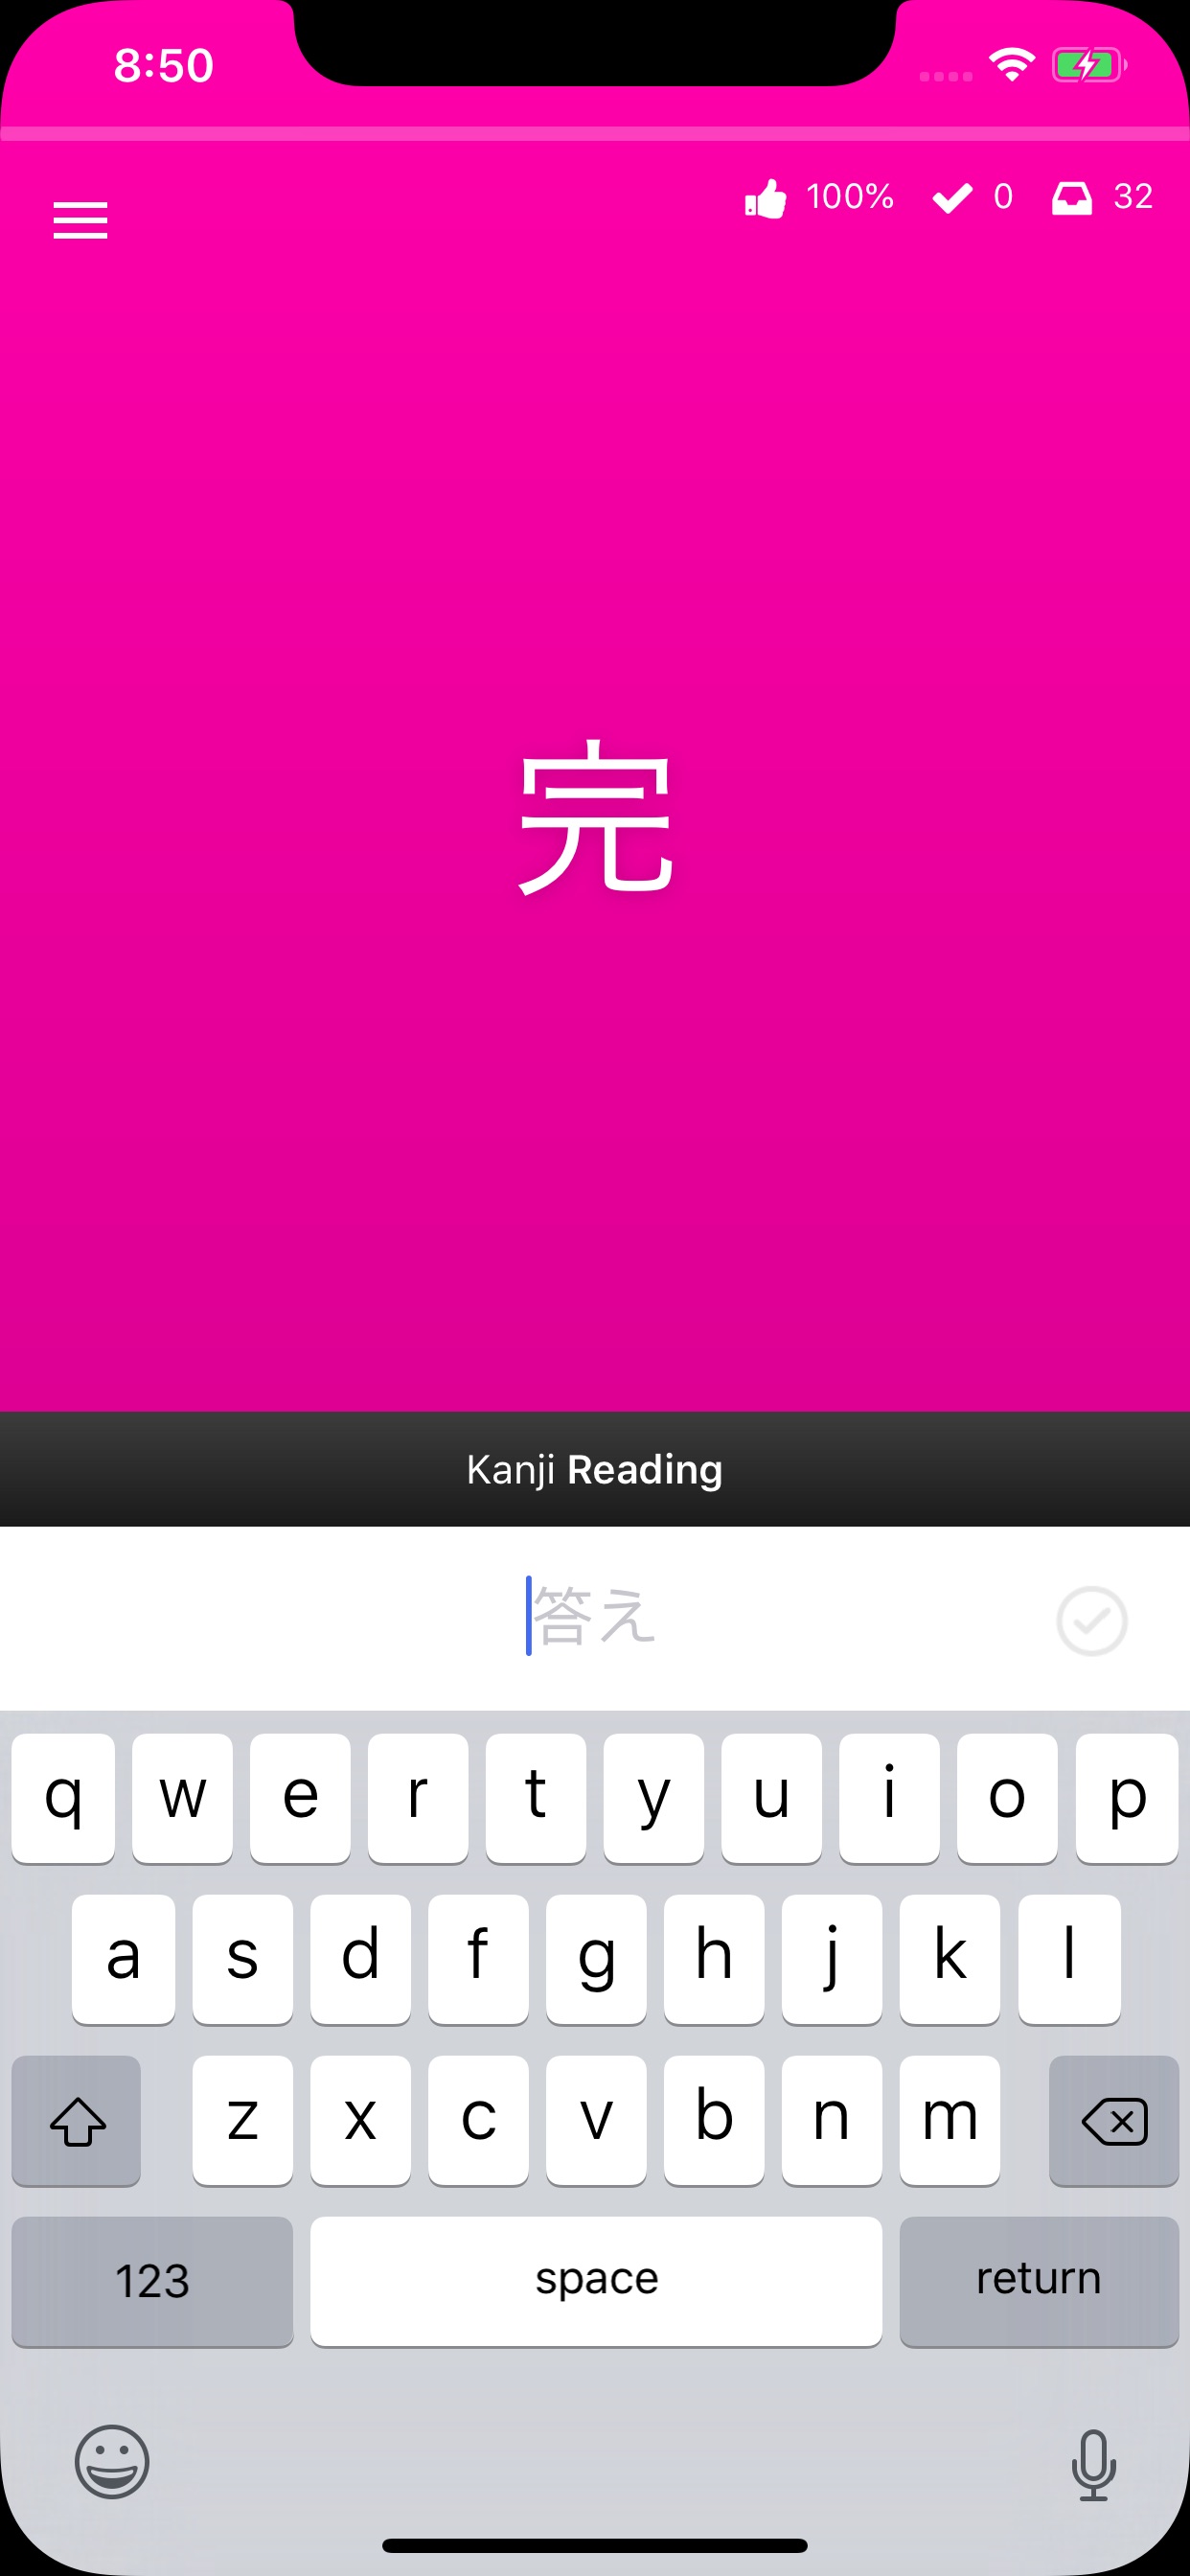 8:50
100% 0 32
完
Kanji Reading
答え
q w e r t y u i o p
a s d f g h j k l
z x c v b n m
123 space return